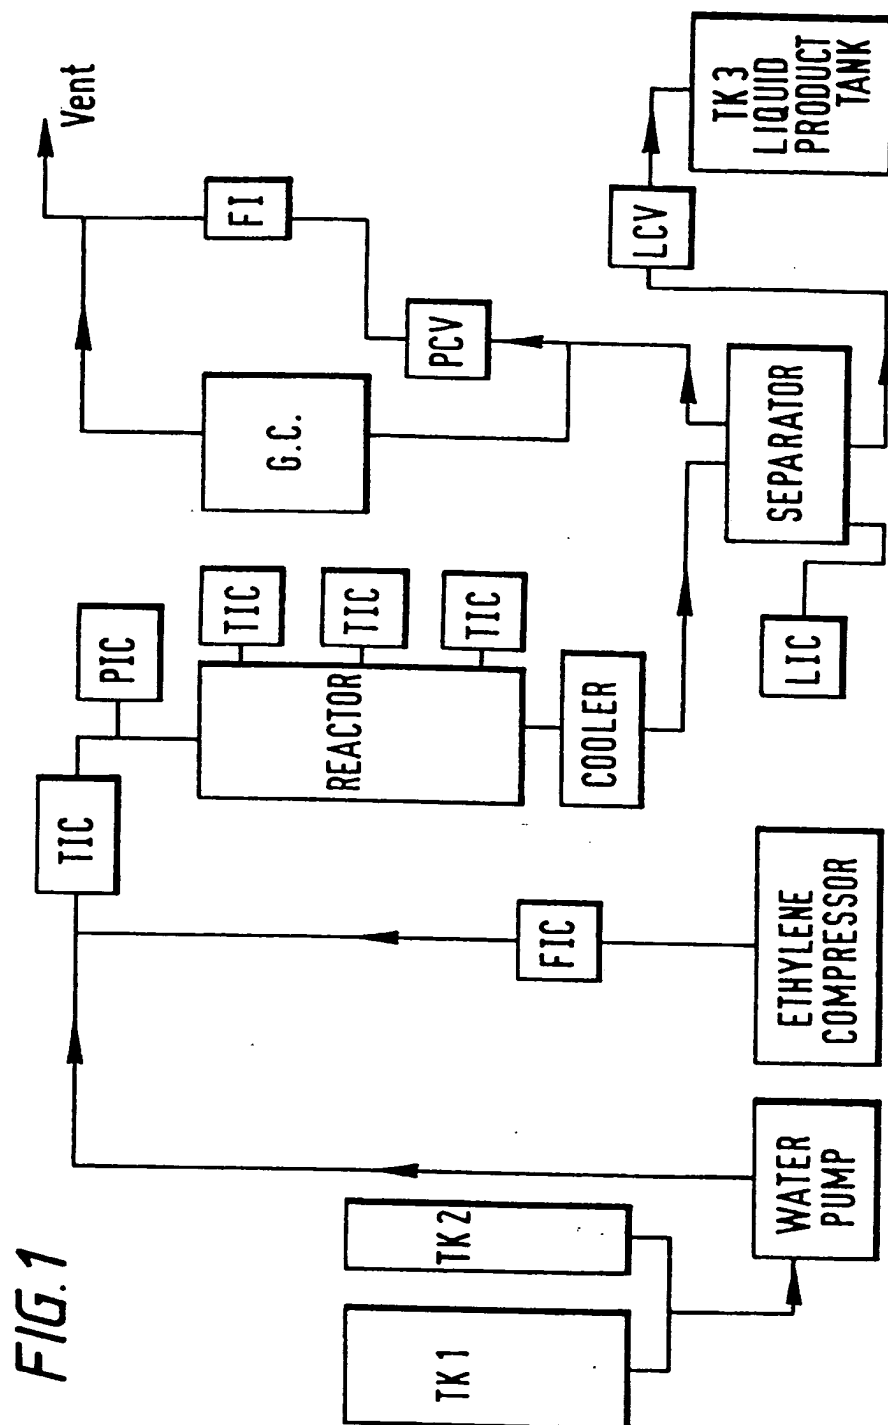 FIG.1
TK1
TK2
WATER
PUMP
ETHYLENE
COMPRESSOR
FIC
TIC
PIC
REACTOR
TIC
TIC
TIC
COOLER
G.C.
PCV
FI
Vent
SEPARATOR
LIC
LCV
TK3
LIQUID
PRODUCT
TANK